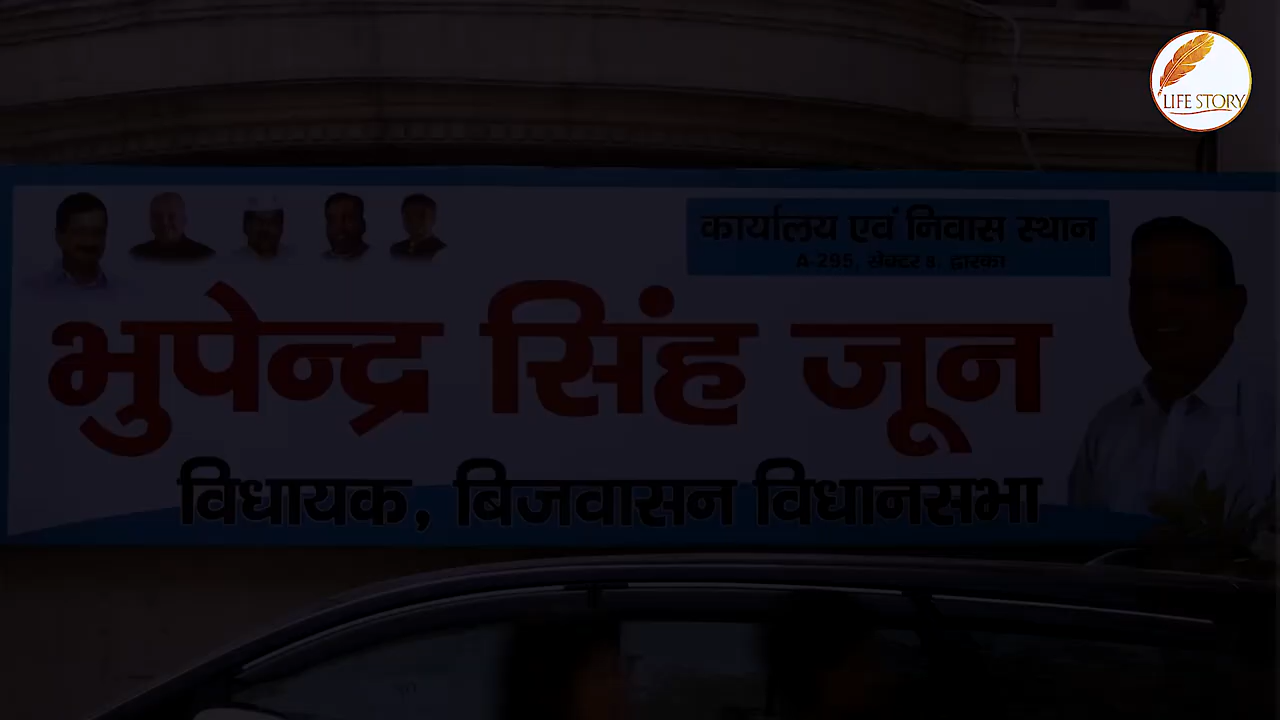 LIFE STORY
कार्यालय एवं निवास स्थान
A-295, सेक्टर 8, द्वारका
भुपेन्द्र सिंह जून
विधायक, बिजवासन विधानसभा